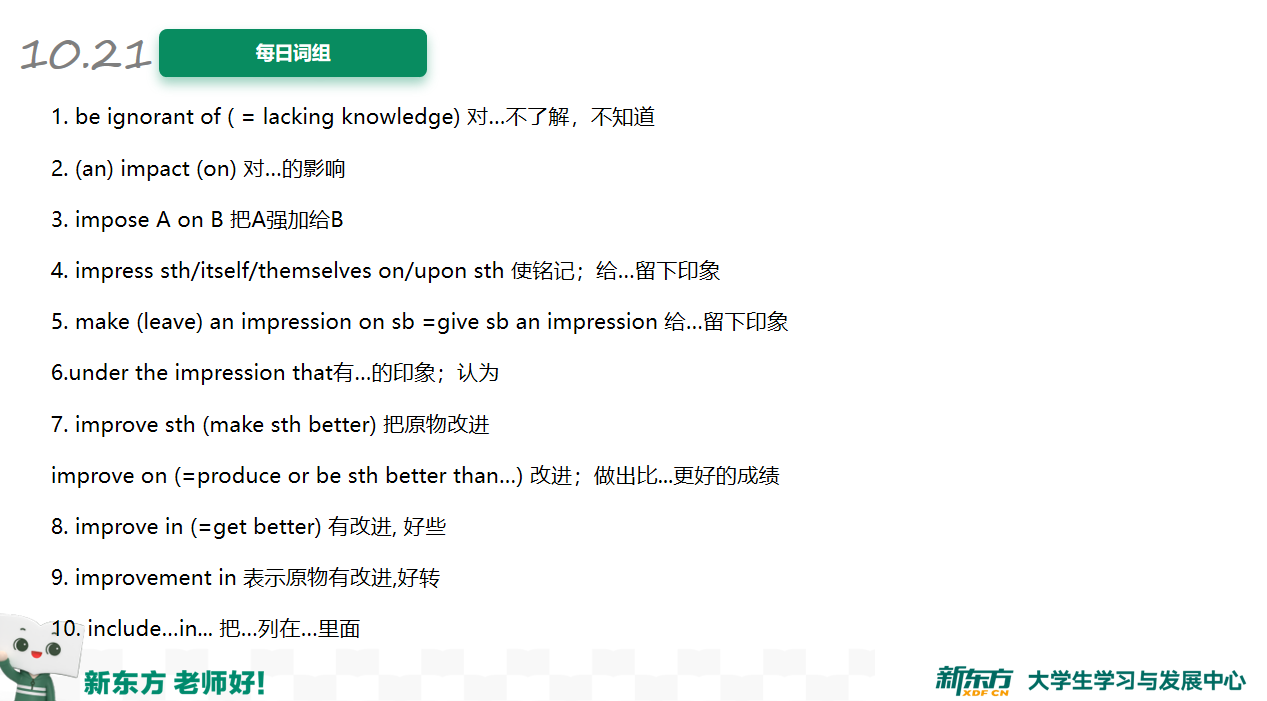 10.21
每日词组
1. be ignorant of ( = lacking knowledge) 对…不了解，不知道
2. (an) impact (on) 对…的影响
3. impose A on B 把A强加给B
4. impress sth/itself/themselves on/upon sth 使铭记；给…留下印象
5. make (leave) an impression on sb =give sb an impression 给…留下印象
6.under the impression that有…的印象；认为
7. improve sth (make sth better) 把原物改进
improve on (=produce or be sth better than…) 改进；做出比...更好的成绩
8. improve in (=get better) 有改进, 好些
9. improvement in 表示原物有改进,好转
10. include…in... 把…列在…里面
新东方 老师好!
新东方 XDF.CN 大学生学习与发展中心